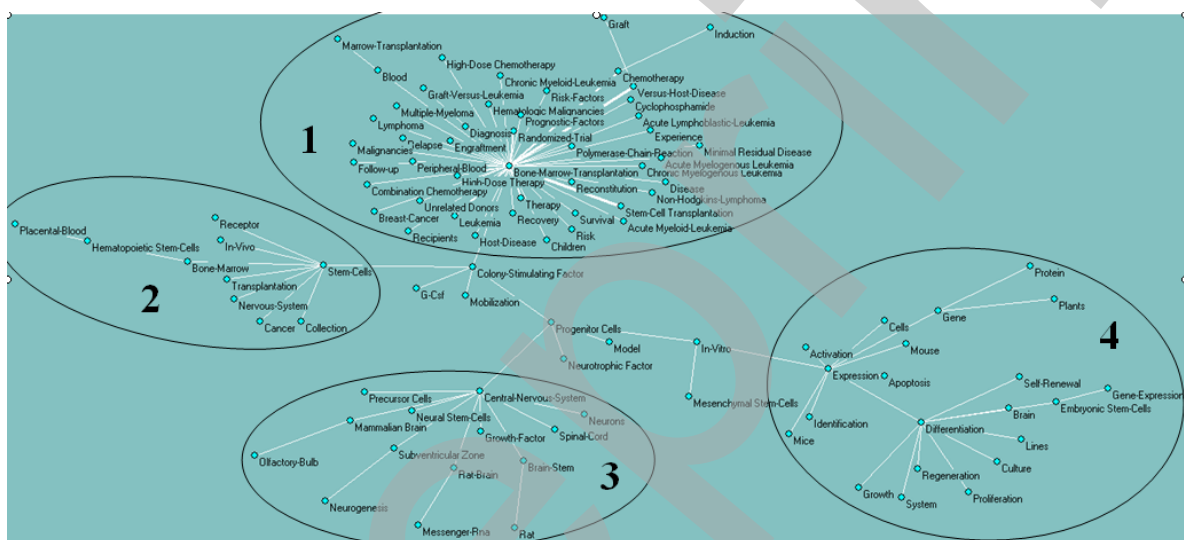 Graft
Induction
Marrow-Transplantation
High-Dose Chemotherapy
Blood
Chronic Myeloid-Leukemia
Chemotherapy
Graft-Versus-Leukemia
Risk-Factors
Versus-Host-Disease
Multiple-Myeloma
Hematologic Malignancies
Cyclophosphamide
Lymphoma
Diagnosis
Prognostic-Factors
Acute Lymphoblastic-Leukemia
Relapse
Randomized-Trial
Experience
1
Malignancies
Engraftment
Polymerase-Chain-Reaction
Minimal Residual Disease
Follow-up
Peripheral-Blood
Bone-Marrow-Transplantation
Acute Myelogenous Leukemia
Chronic Myelogenous Leukemia
Combination Chemotherapy
High-Dose Therapy
Reconstitution
Disease
Non-Hodgkins-Lymphoma
Unrelated Donors
Therapy
Stem-Cell Transplantation
Breast-Cancer
Leukemia
Recovery
Survival
Acute Myeloid-Leukemia
Recipients
Host-Disease
Children
Risk
Placental-Blood
Receptor
Hematopoietic Stem-Cells
In-Vivo
Bone-Marrow
Stem-Cells
Colony-Stimulating Factor
Transplantation
2
Nervous-System
G-Csf
Mobilization
Cancer
Collection
Progenitor Cells
Model
In-Vitro
Neurotrophic Factor
Mesenchymal Stem-Cells
Protein
Plants
Gene
Cells
4
Activation
Mouse
Expression
Apoptosis
Self-Renewal
Gene-Expression
Brain
Embryonic Stem-Cells
Identification
Differentiation
Mice
Lines
Culture
Regeneration
Growth
System
Proliferation
Precursor Cells
Central-Nervous-System
Neural Stem-Cells
Neurons
Mammalian Brain
Growth-Factor
Spinal-Cord
Olfactory-Bulb
Subventricular Zone
Rat-Brain
Brain-Stem
3
Neurogenesis
Messenger-Rna
Rat